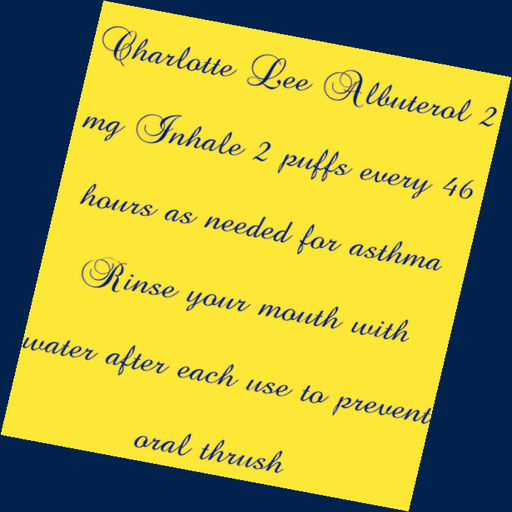 Charlotte Lee Albuterol 2
mg Inhale 2 puffs every 46
hours as needed for asthma
Rinse your mouth with
water after each use to prevent
oral thrush